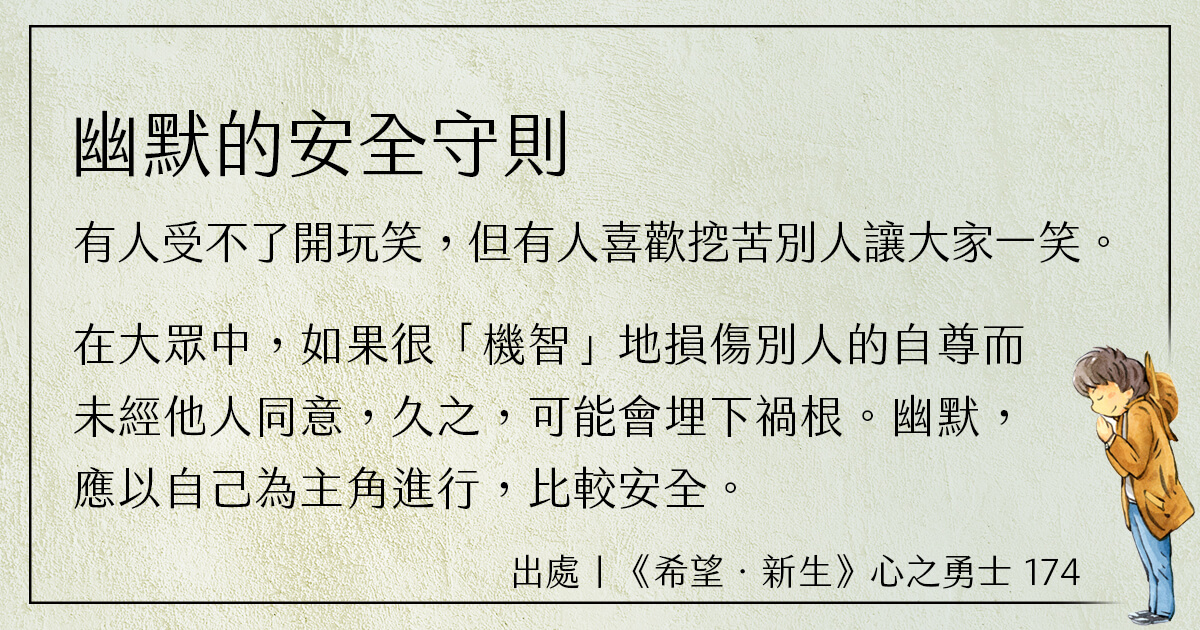 幽默的安全守則
有人受不了開玩笑，但有人喜歡挖苦別人讓大家一笑。
在大眾中，如果很「機智」地損傷別人的自尊而
未經他人同意，久之，可能會埋下禍根。幽默，
應以自己為主角進行，比較安全。
出處｜《希望‧新生》心之勇士 174